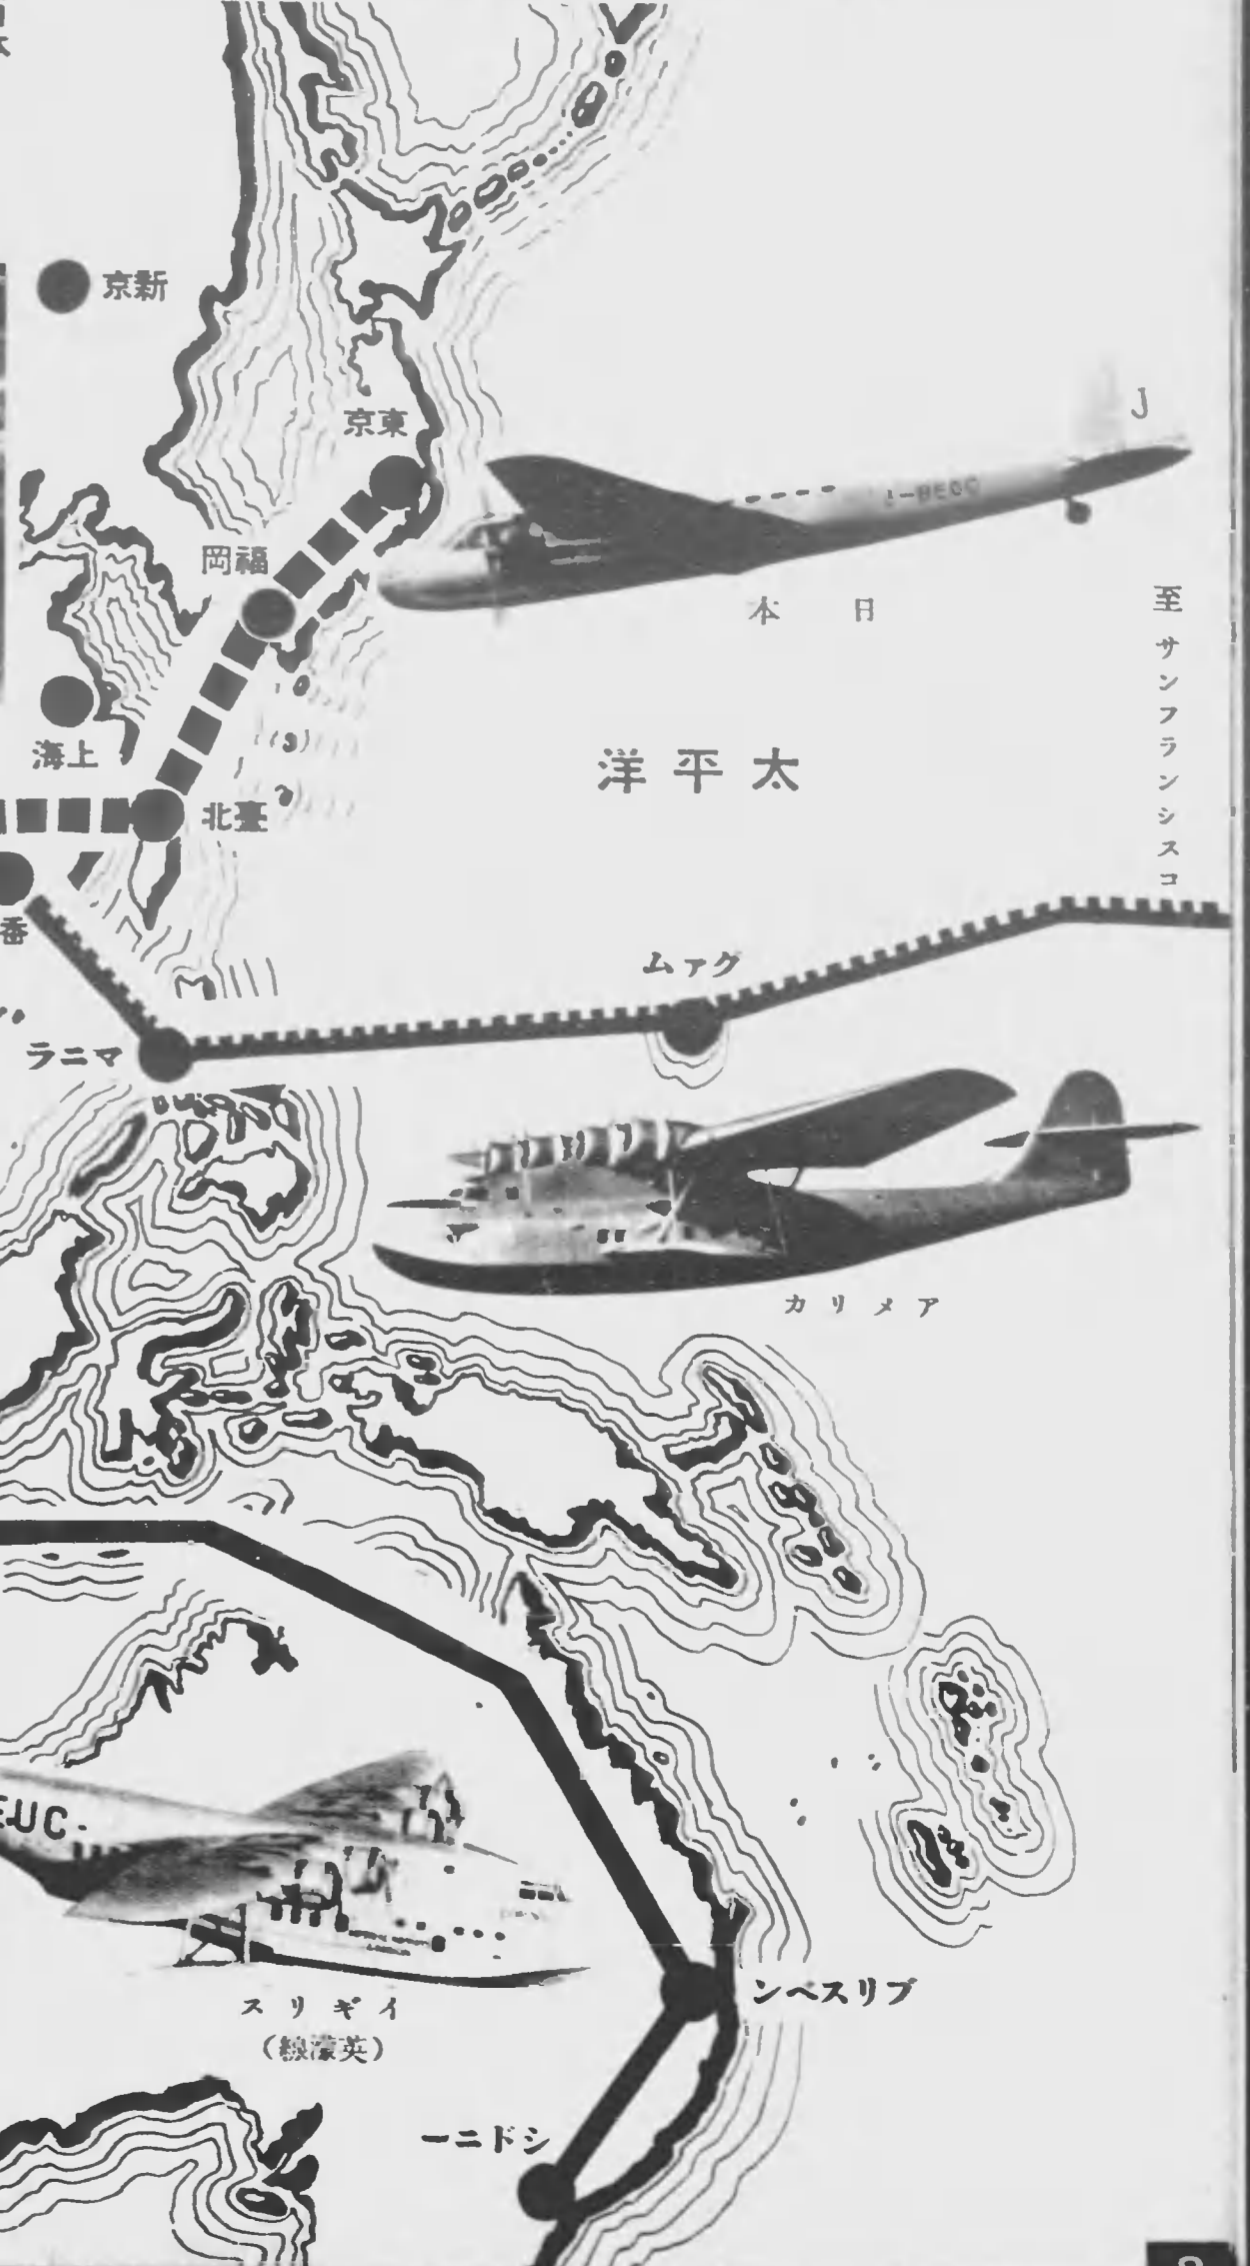 新京
東京
J
J-BEOC
福岡
日本
至サンフランシスコ
上海
太平洋
臺北
グァム
マニラ
アメリカ
EUC-
イギリス
(英濠線)
ブリスベン
シドニー